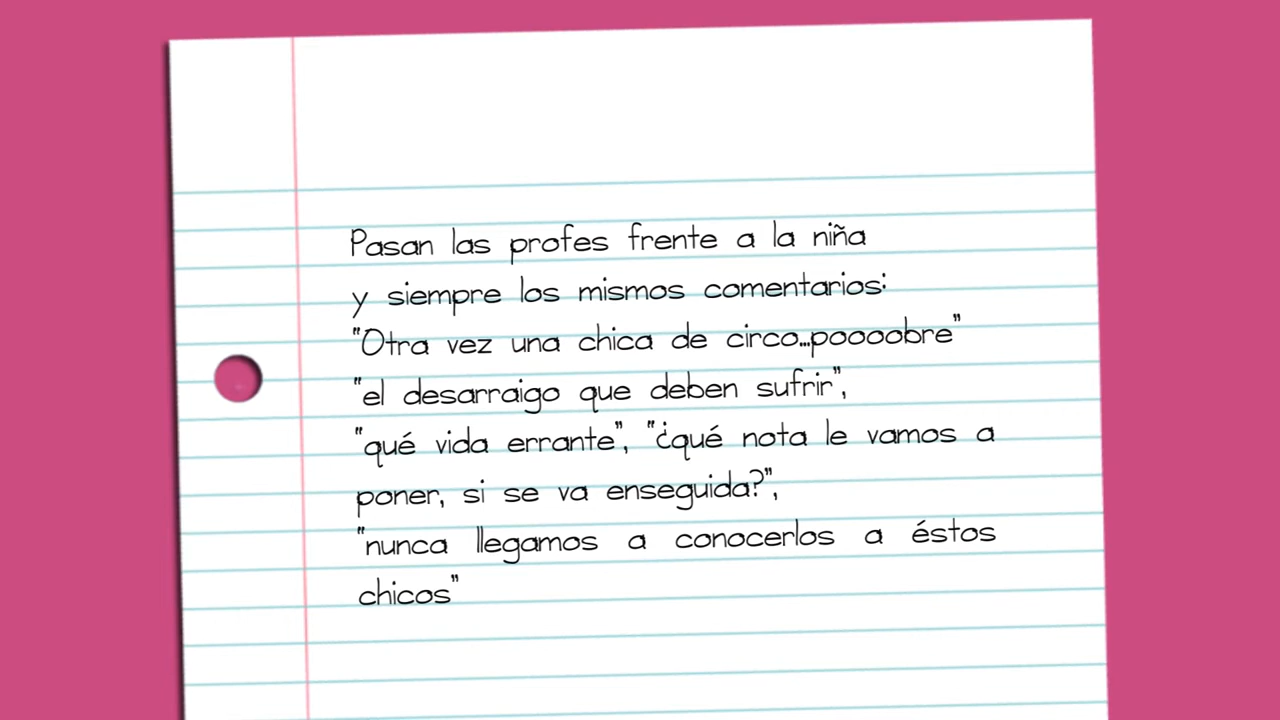 Pasan las profes frente a la niña
y siempre los mismos comentarios:
"Otra vez una chica de circo...poooobre"
"el desarraigo que deben sufrir",
"qué vida errante", "¿qué nota le vamos a
poner, si se va enseguida?",
"nunca llegamos a conocerlos a éstos
chicos"